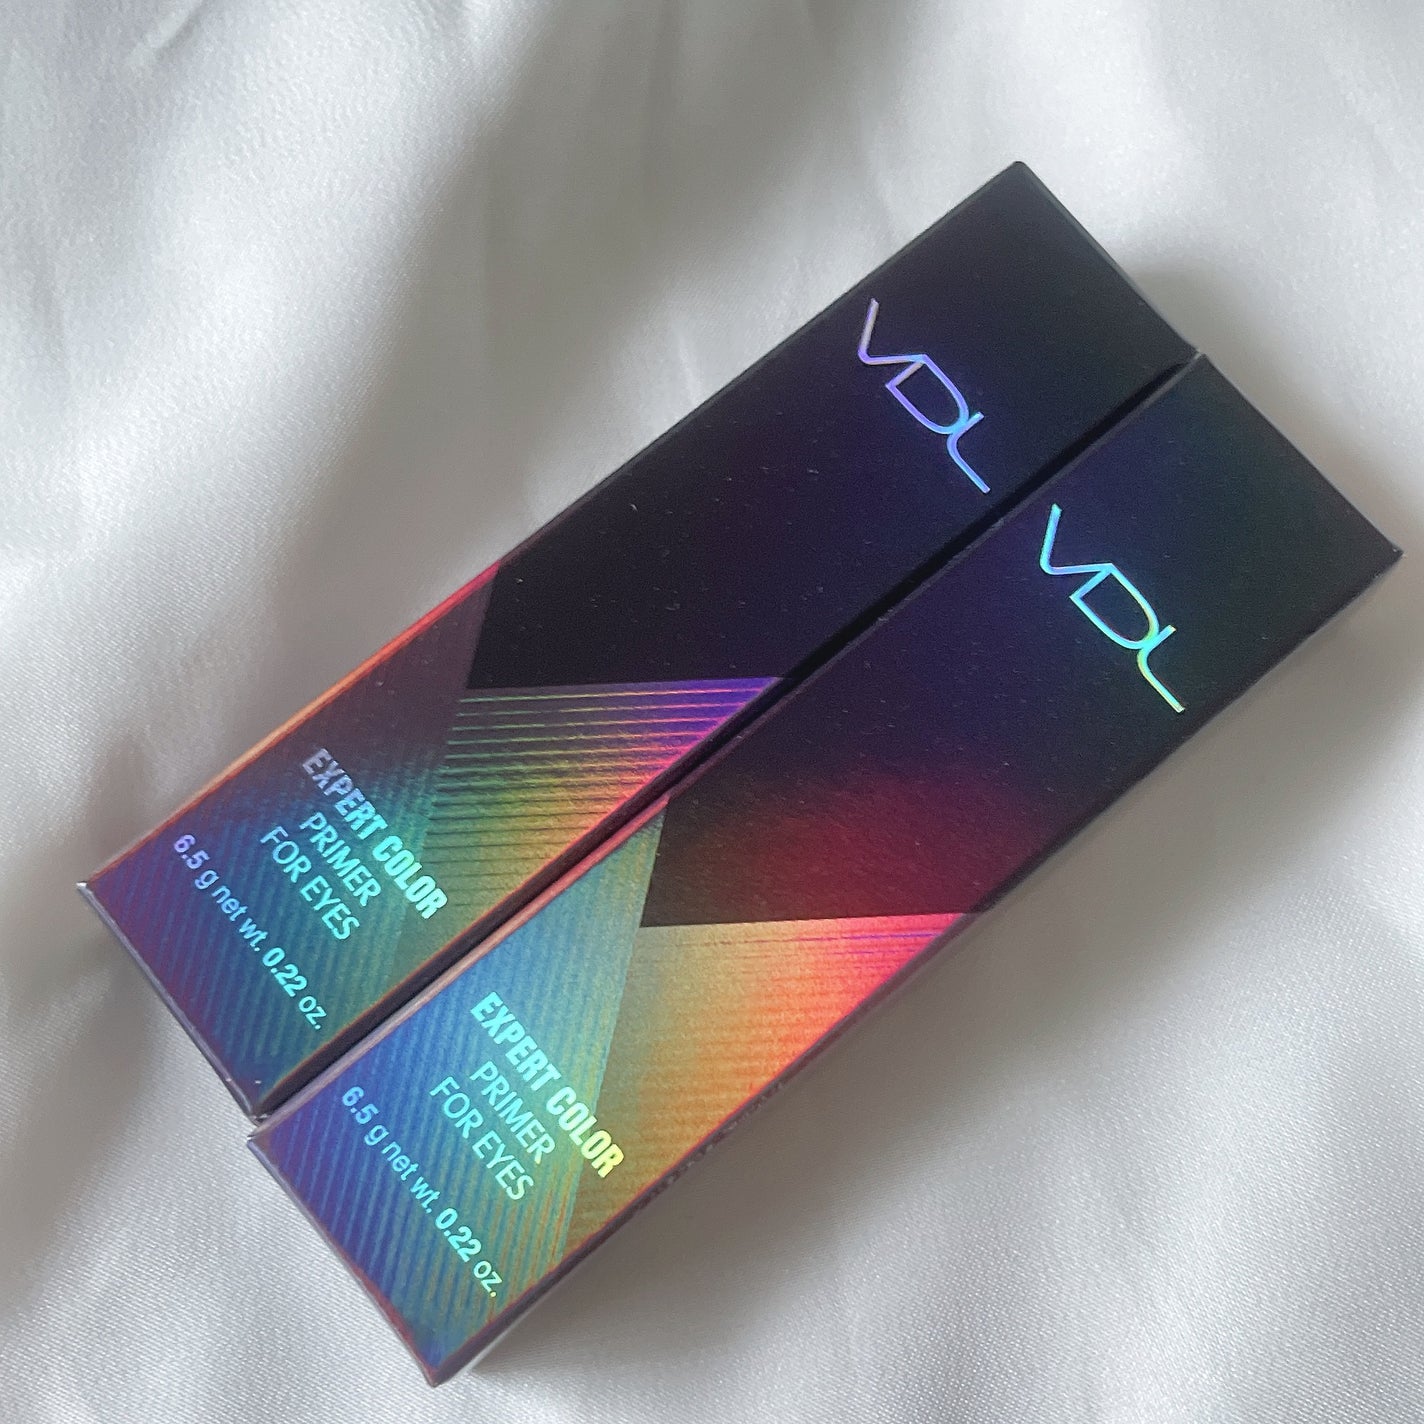 VDL
EXPERT COLOR
PRIMER
FOR EYES
6.5 g net wt. 0.22 oz.
VDL
EXPERT COLOR
PRIMER
FOR EYES
6.5 g net wt. 0.22 oz.